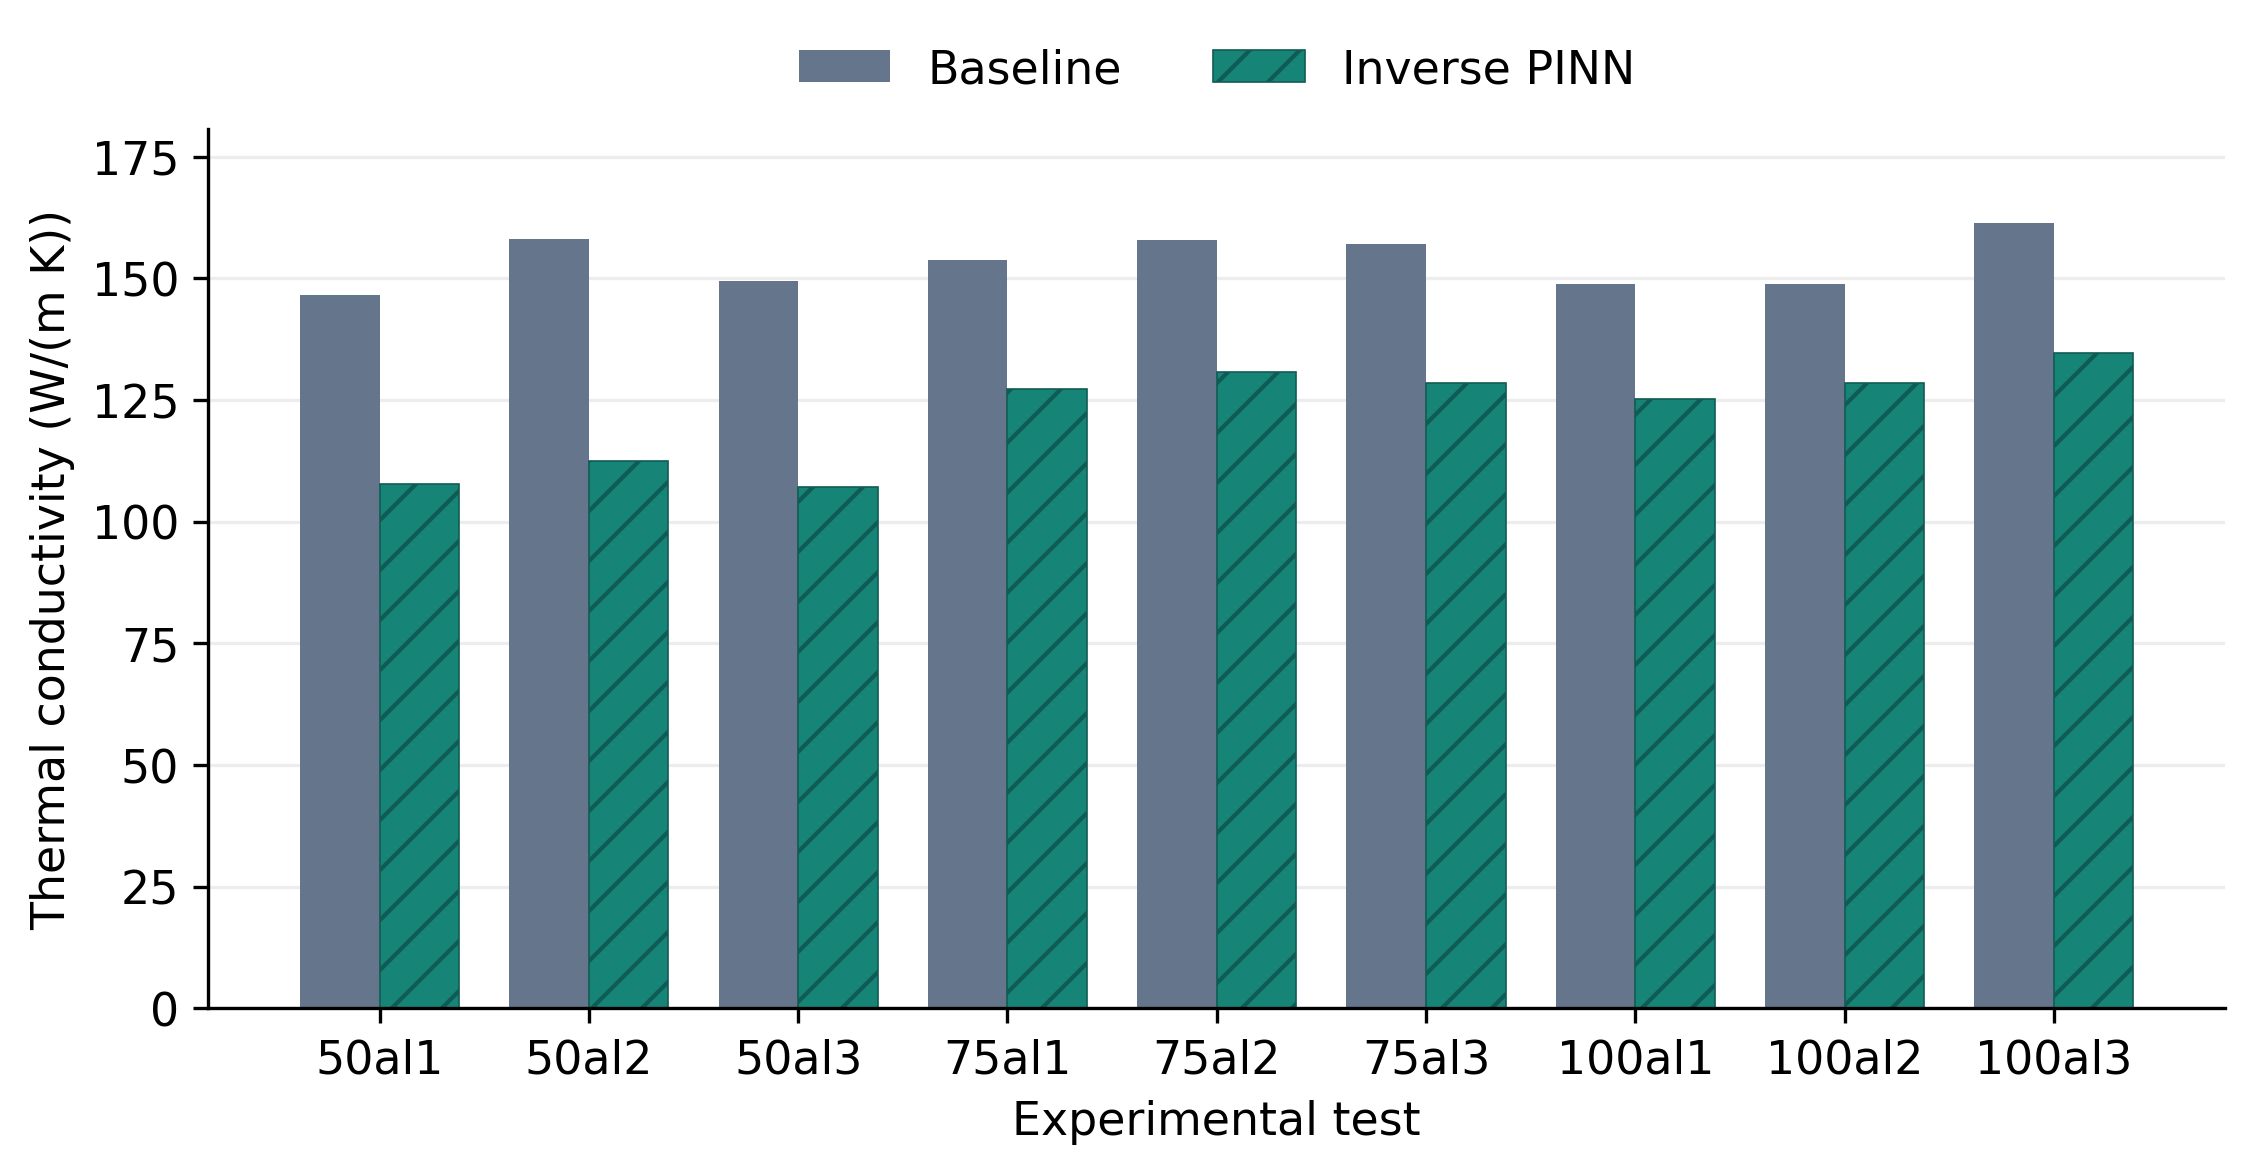 Baseline
Inverse PINN
Thermal conductivity (W/(m K))
175
150
125
100
75
50
25
0
50al1 50al2 50al3 75al1 75al2 75al3 100al1 100al2 100al3
Experimental test